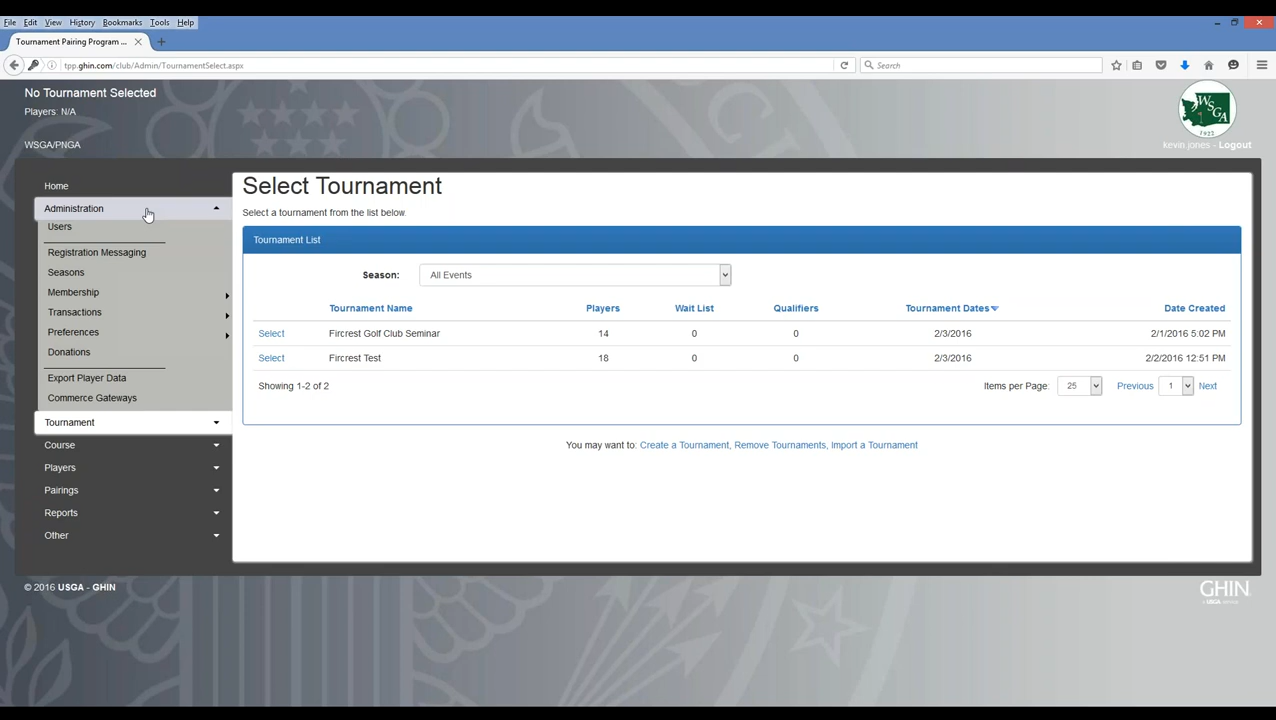 File Edit View History Bookmarks Tools Help
Tournament Pairing Program ...
tpp.ghin.com/club/Admin/TournamentSelect.aspx
Search
No Tournament Selected
Players: N/A
WSGA
1922
WSGA/PNGA
kevin.jones - Logout
Home
Administration
Users
Registration Messaging
Seasons
Membership
Transactions
Preferences
Donations
Export Player Data
Commerce Gateways
Tournament
Course
Players
Pairings
Reports
Other
Select Tournament
Select a tournament from the list below.
Tournament List
Season: All Events
Tournament Name Players Wait List Qualifiers Tournament Dates Date Created
Select Fircrest Golf Club Seminar 14 0 0 2/3/2016 2/1/2016 5:02 PM
Select Fircrest Test 18 0 0 2/3/2016 2/2/2016 12:51 PM
Showing 1-2 of 2 Items per Page: 25 Previous 1 Next
You may want to: Create a Tournament, Remove Tournaments, Import a Tournament
© 2016 USGA - GHIN
GHIN